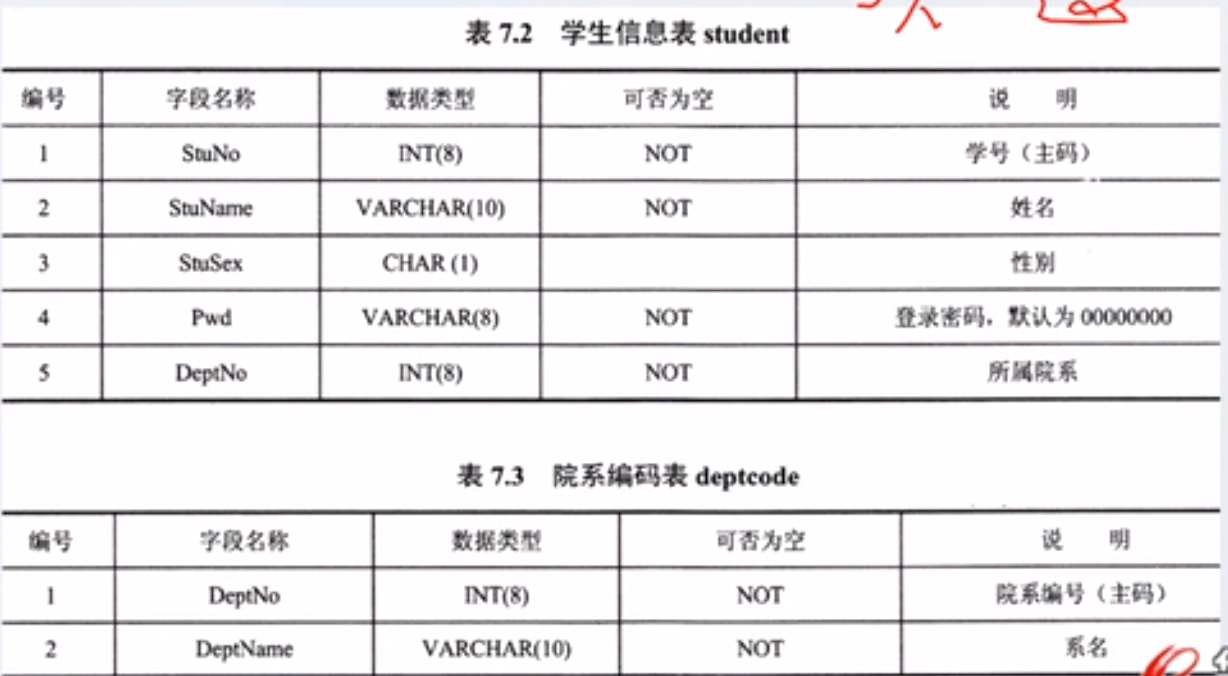 表 7.2 学生信息表 student
编号 字段名称 数据类型 可否为空 说 明
1 StuNo INT(8) NOT 学号（主码）
2 StuName VARCHAR(10) NOT 姓名
3 StuSex CHAR (1) 性别
4 Pwd VARCHAR(8) NOT 登录密码，默认为 00000000
5 DeptNo INT(8) NOT 所属院系
表 7.3 院系编码表 deptcode
编号 字段名称 数据类型 可否为空 说 明
1 DeptNo INT(8) NOT 院系编号（主码）
2 DeptName VARCHAR(10) NOT 系名